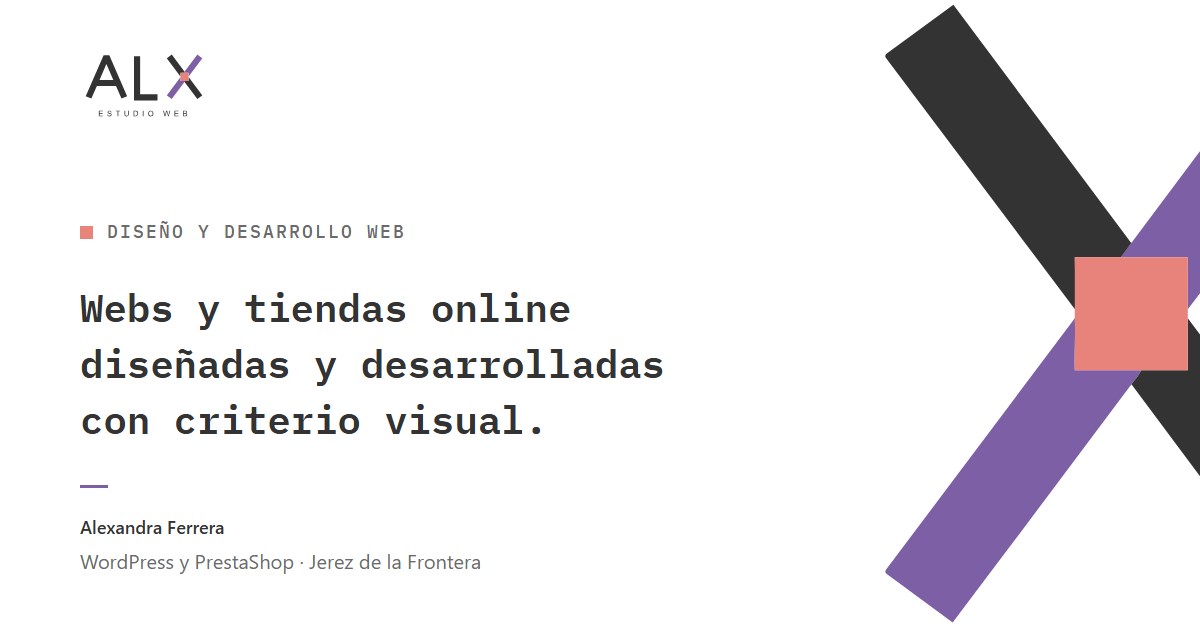 ALX
ESTUDIO WEB
DISEÑO Y DESARROLLO WEB
Webs y tiendas online
diseñadas y desarrolladas
con criterio visual.
Alexandra Ferrera
WordPress y PrestaShop · Jerez de la Frontera